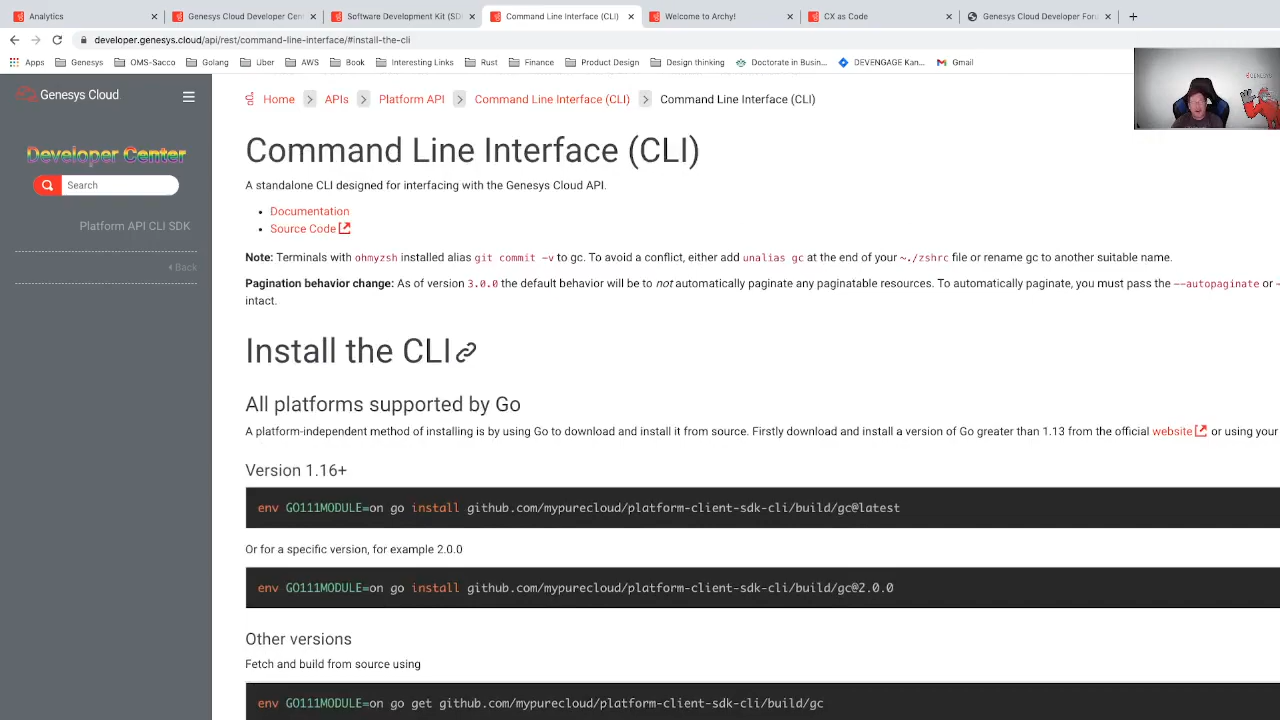 Analytics
Genesys Cloud Developer Cen
Software Development Kit (SD
Command Line Interface (CLI)
Welcome to Archy!
CX as Code
Genesys Cloud Developer Foru
developer.genesys.cloud/api/rest/command-line-interface/#install-the-cli
Apps Genesys OMS-Sacco Golang Uber AWS Book Interesting Links Rust Finance Product Design Design thinking Doctorate in Busin... DEVENGAGE Kan... Gmail
Genesys Cloud
Developer Center
Search
Platform API CLI SDK
Back
Home > APIs > Platform API > Command Line Interface (CLI) > Command Line Interface (CLI)
Command Line Interface (CLI)
A standalone CLI designed for interfacing with the Genesys Cloud API.
• Documentation
• Source Code
Note: Terminals with ohmyzsh installed alias git commit -v to gc. To avoid a conflict, either add unalias gc at the end of your ~./zshrc file or rename gc to another suitable name.
Pagination behavior change: As of version 3.0.0 the default behavior will be to not automatically paginate any paginatable resources. To automatically paginate, you must pass the --autopaginate or -
intact.
Install the CLI
All platforms supported by Go
A platform-independent method of installing is by using Go to download and install it from source. Firstly download and install a version of Go greater than 1.13 from the official website or using your
Version 1.16+
env GO111MODULE=on go install github.com/mypurecloud/platform-client-sdk-cli/build/gc@latest
Or for a specific version, for example 2.0.0
env GO111MODULE=on go install github.com/mypurecloud/platform-client-sdk-cli/build/gc@2.0.0
Other versions
Fetch and build from source using
env GO111MODULE=on go get github.com/mypurecloud/platform-client-sdk-cli/build/gc